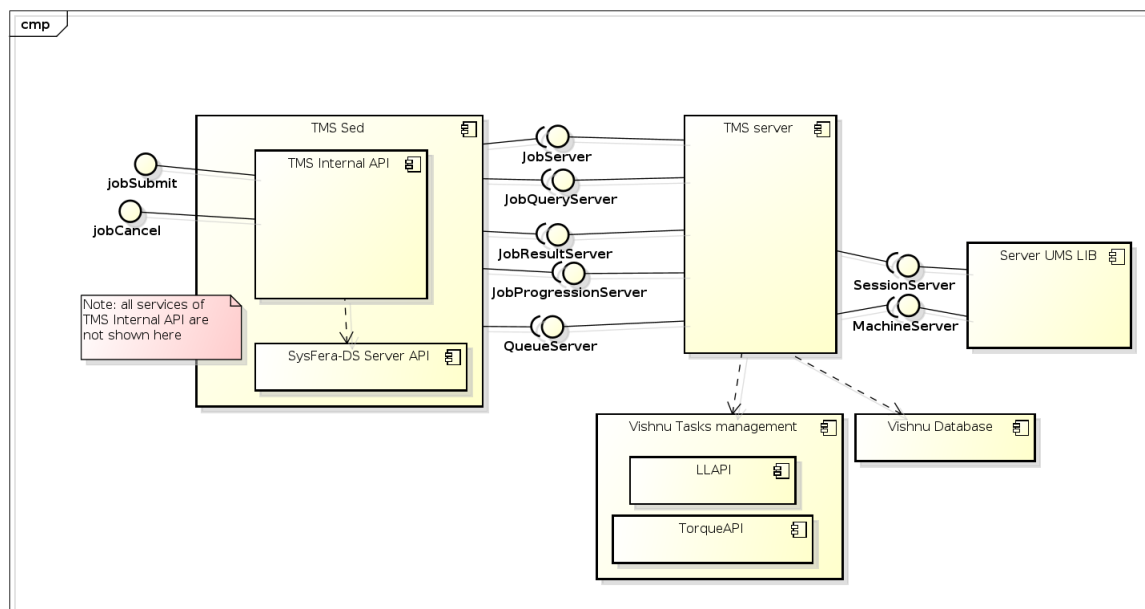 cmp
TMS Sed
TMS server
JobServer
TMS Internal API
jobSubmit
JobQueryServer
jobCancel
JobResultServer
Server UMS LIB
SessionServer
JobProgressionServer
Note: all services of
TMS Internal API are
not shown here
MachineServer
QueueServer
SysFera-DS Server API
Vishnu Tasks management
Vishnu Database
LLAPI
TorqueAPI